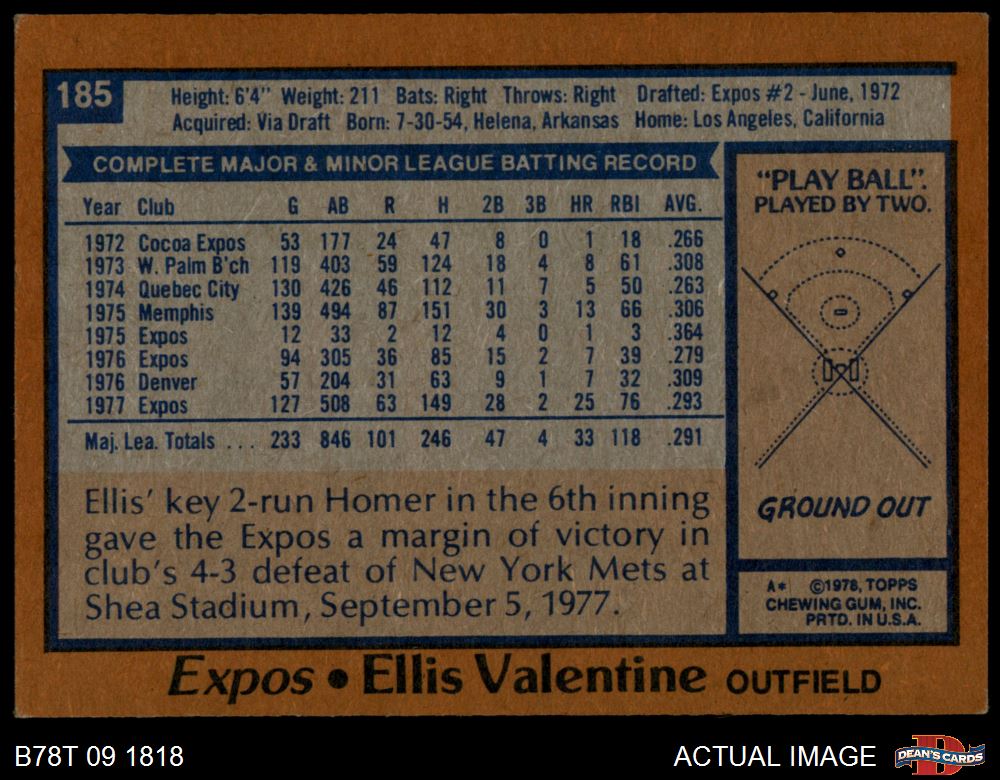 185
Height: 6'4" Weight: 211 Bats: Right Throws: Right Drafted: Expos #2 - June, 1972
Acquired: Via Draft Born: 7-30-54, Helena, Arkansas Home: Los Angeles, California
COMPLETE MAJOR & MINOR LEAGUE BATTING RECORD
Year Club G AB R H 2B 3B HR RBI AVG.
1972 Cocoa Expos 53 177 24 47 8 0 1 18 .266
1973 W. Palm B'ch 119 403 59 124 18 4 8 61 .308
1974 Quebec City 130 426 46 112 11 7 5 50 .263
1975 Memphis 139 494 87 151 30 3 13 66 .306
1975 Expos 12 33 2 12 4 0 1 3 .364
1976 Expos 94 305 36 85 15 2 7 39 .279
1976 Denver 57 204 31 63 9 1 7 32 .309
1977 Expos 127 508 63 149 28 2 25 76 .293
Maj. Lea. Totals ... 233 846 101 246 47 4 33 118 .291
Ellis' key 2-run Homer in the 6th inning
gave the Expos a margin of victory in
club's 4-3 defeat of New York Mets at
Shea Stadium, September 5, 1977.
"PLAY BALL".
PLAYED BY TWO.
GROUND OUT
A* ©1978, TOPPS
CHEWING GUM, INC.
PRTD. IN U.S.A.
Expos • Ellis Valentine OUTFIELD
B78T 09 1818
ACTUAL IMAGE
DEAN'S CARDS